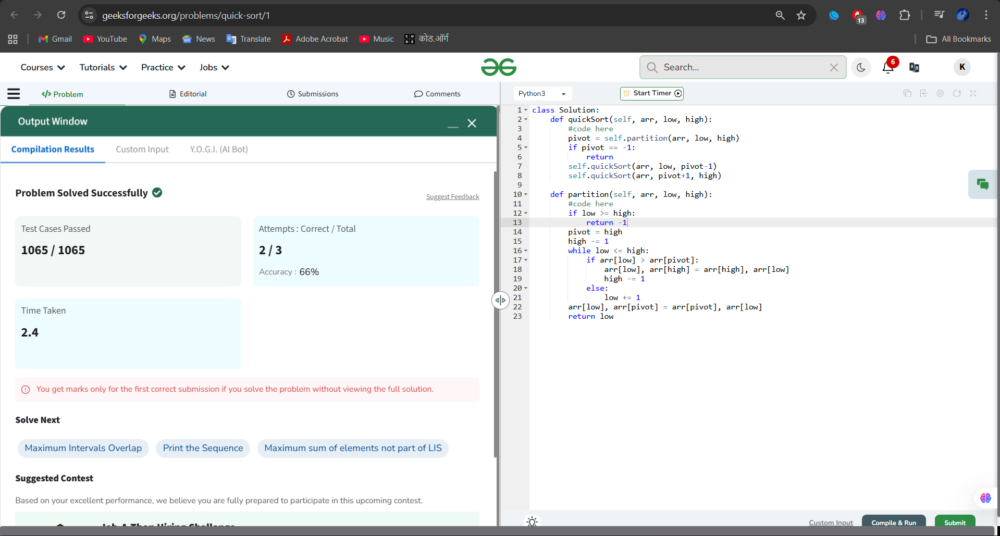 geeksforgeeks.org/problems/quick-sort/1
13
Gmail YouTube Maps News Translate Adobe Acrobat Music कोड.ऑर्ग All Bookmarks
Courses Tutorials Practice Jobs Search... 6 K
Problem Editorial Submissions Comments
Python3 Start Timer
Output Window
Compilation Results Custom Input Y.O.G.I. (AI Bot)
Problem Solved Successfully
Suggest Feedback
Test Cases Passed
1065 / 1065
Attempts : Correct / Total
2 / 3
Accuracy : 66%
Time Taken
2.4
You get marks only for the first correct submission if you solve the problem without viewing the full solution.
Solve Next
Maximum Intervals Overlap Print the Sequence Maximum sum of elements not part of LIS
Suggested Contest
Based on your excellent performance, we believe you are fully prepared to participate in this upcoming contest.
Job-A-Thon Hiring Challenge
1 class Solution:
2 def quickSort(self, arr, low, high):
3 #code here
4 pivot = self.partition(arr, low, high)
5 if pivot == -1:
6 return
7 self.quickSort(arr, low, pivot-1)
8 self.quickSort(arr, pivot+1, high)
9
10 def partition(self, arr, low, high):
11 #code here
12 if low >= high:
13 return -1
14 pivot = high
15 high -= 1
16 while low <= high:
17 if arr[low] > arr[pivot]:
18 arr[low], arr[high] = arr[high], arr[low]
19 high -= 1
20 else:
21 low += 1
22 arr[low], arr[pivot] = arr[pivot], arr[low]
23 return low
Custom Input Compile & Run Submit